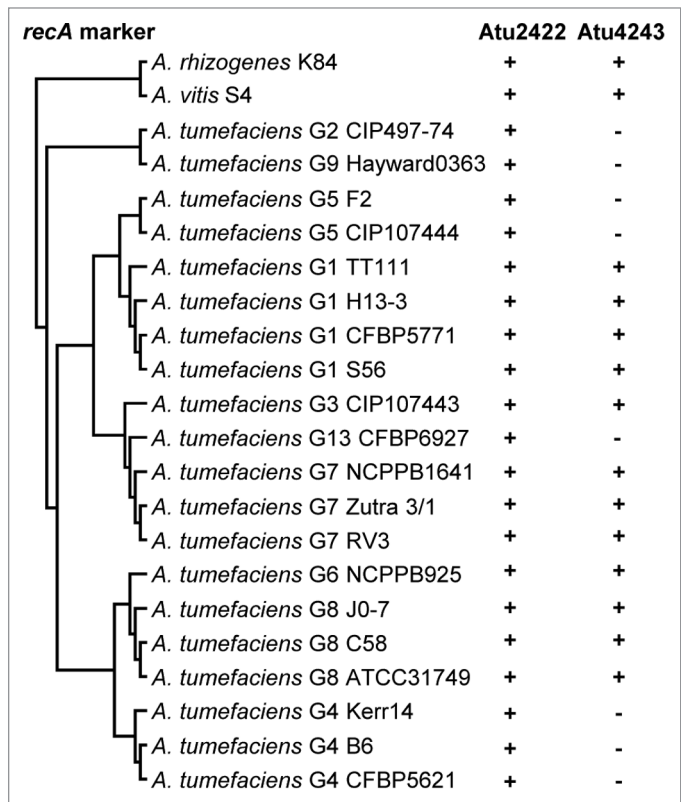 recA marker Atu2422 Atu4243
A. rhizogenes K84 + +
A. vitis S4 + +
A. tumefaciens G2 CIP497-74 + -
A. tumefaciens G9 Hayward0363 + -
A. tumefaciens G5 F2 + -
A. tumefaciens G5 CIP107444 + -
A. tumefaciens G1 TT111 + +
A. tumefaciens G1 H13-3 + +
A. tumefaciens G1 CFBP5771 + +
A. tumefaciens G1 S56 + +
A. tumefaciens G3 CIP107443 + +
A. tumefaciens G13 CFBP6927 + -
A. tumefaciens G7 NCPPB1641 + +
A. tumefaciens G7 Zutra 3/1 + +
A. tumefaciens G7 RV3 + +
A. tumefaciens G6 NCPPB925 + +
A. tumefaciens G8 J0-7 + +
A. tumefaciens G8 C58 + +
A. tumefaciens G8 ATCC31749 + +
A. tumefaciens G4 Kerr14 + -
A. tumefaciens G4 B6 + -
A. tumefaciens G4 CFBP5621 + -